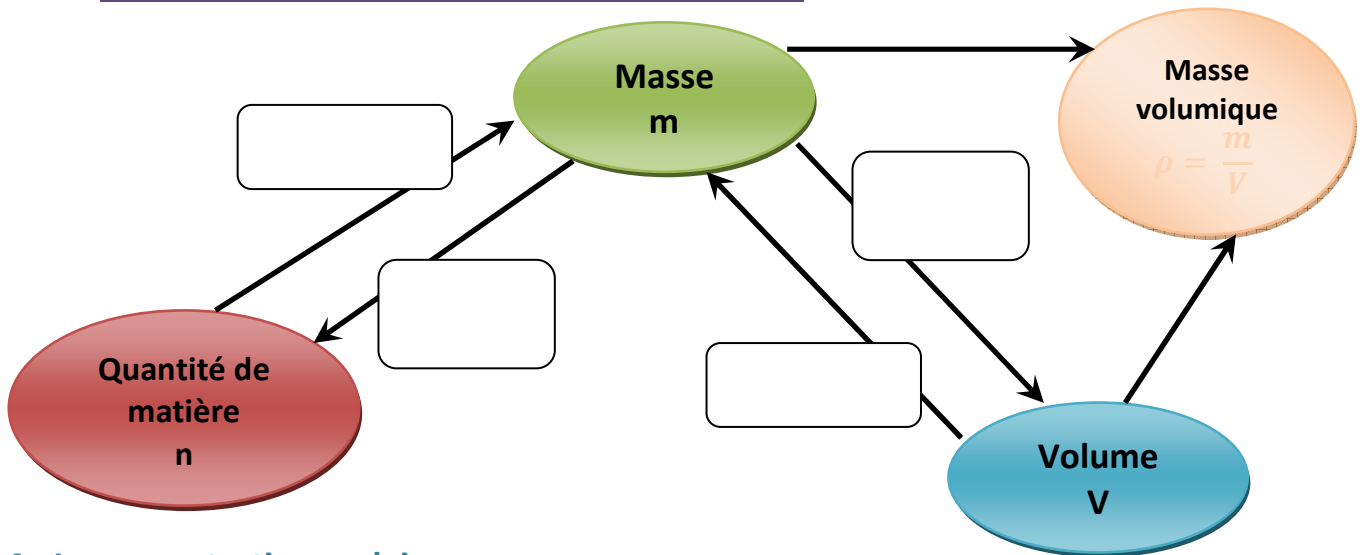 Masse
m
Masse
volumique
ρ = m/V
Quantité de
matière
n
Volume
V